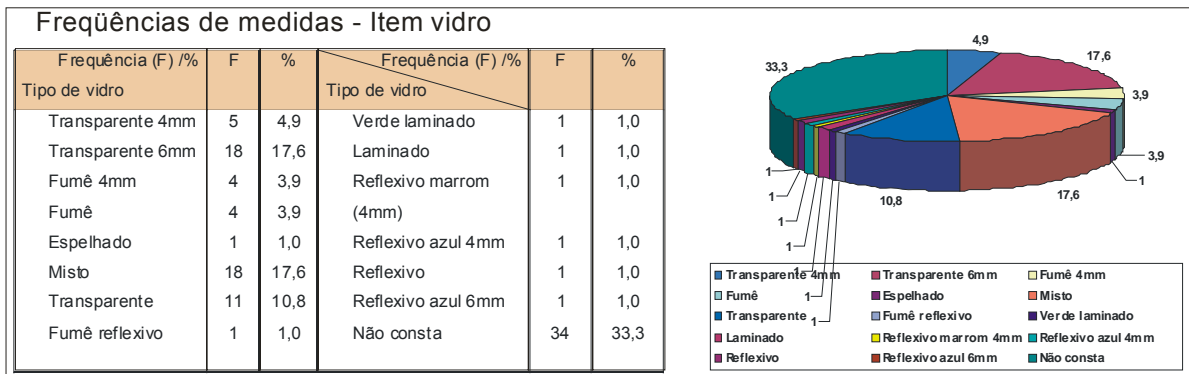 Freqüências de medidas - Item vidro
Frequência (F) /% F % Frequência (F) /% F %
Tipo de vidro Tipo de vidro
Transparente 4mm 5 4,9 Verde laminado 1 1,0
Transparente 6mm 18 17,6 Laminado 1 1,0
Fumê 4mm 4 3,9 Reflexivo marrom 1 1,0
Fumê 4 3,9 (4mm)
Espelhado 1 1,0 Reflexivo azul 4mm 1 1,0
Misto 18 17,6 Reflexivo 1 1,0
Transparente 11 10,8 Reflexivo azul 6mm 1 1,0
Fumê reflexivo 1 1,0 Não consta 34 33,3
4,9
17,6
33,3
3,9
3,9
1
1
1
17,6
10,8
1
1
1
1
1
Transparente 4mm Transparente 6mm Fumê 4mm
Fumê Espelhado Misto
Transparente Fumê reflexivo Verde laminado
Laminado Reflexivo marrom 4mm Reflexivo azul 4mm
Reflexivo Reflexivo azul 6mm Não consta